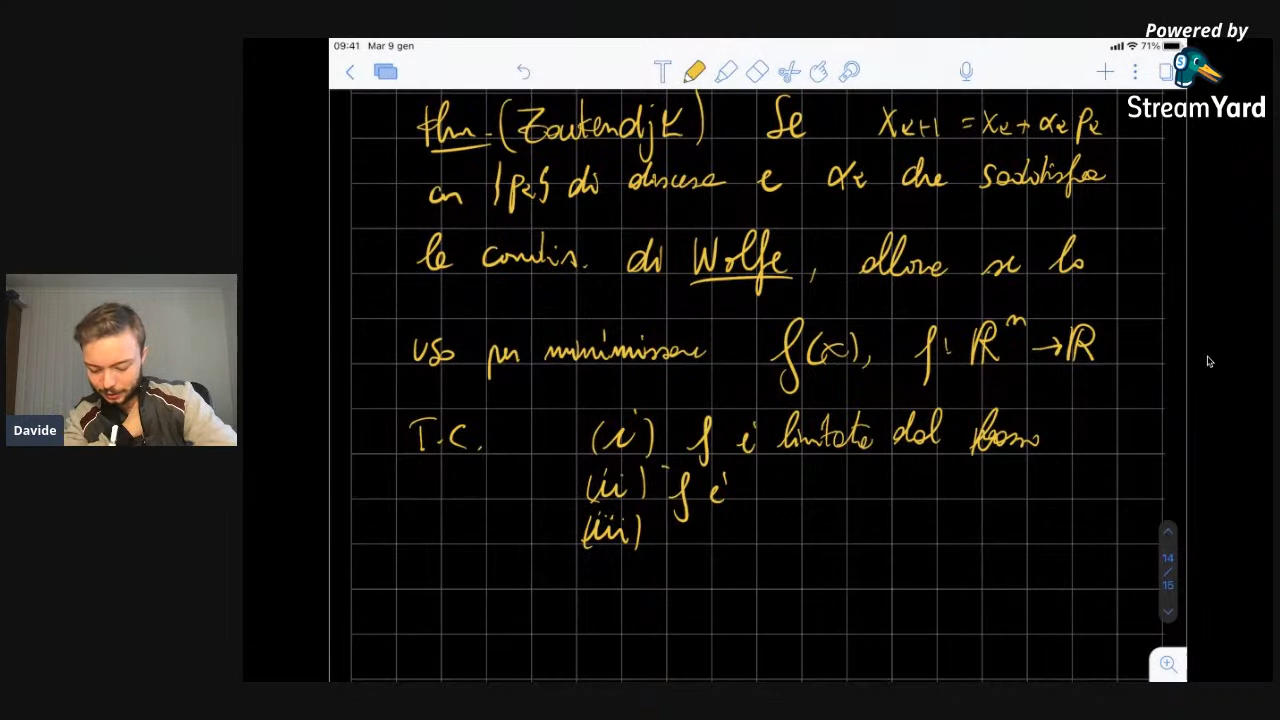 Powered by
StreamYard
09:41 Mar 9 gen
71%
thm - (Zoutendijk) Se x_{k+1} = x_k + α_k p_k
con {p_k} di discesa e α_k che soddisfa
le condiz. di Wolfe, allora se lo
uso per minimizzare f(x), f: ℝ^n → ℝ
T.C. (i) f è limitata dal basso
(ii) f è
(iii)
Davide
14
/
15